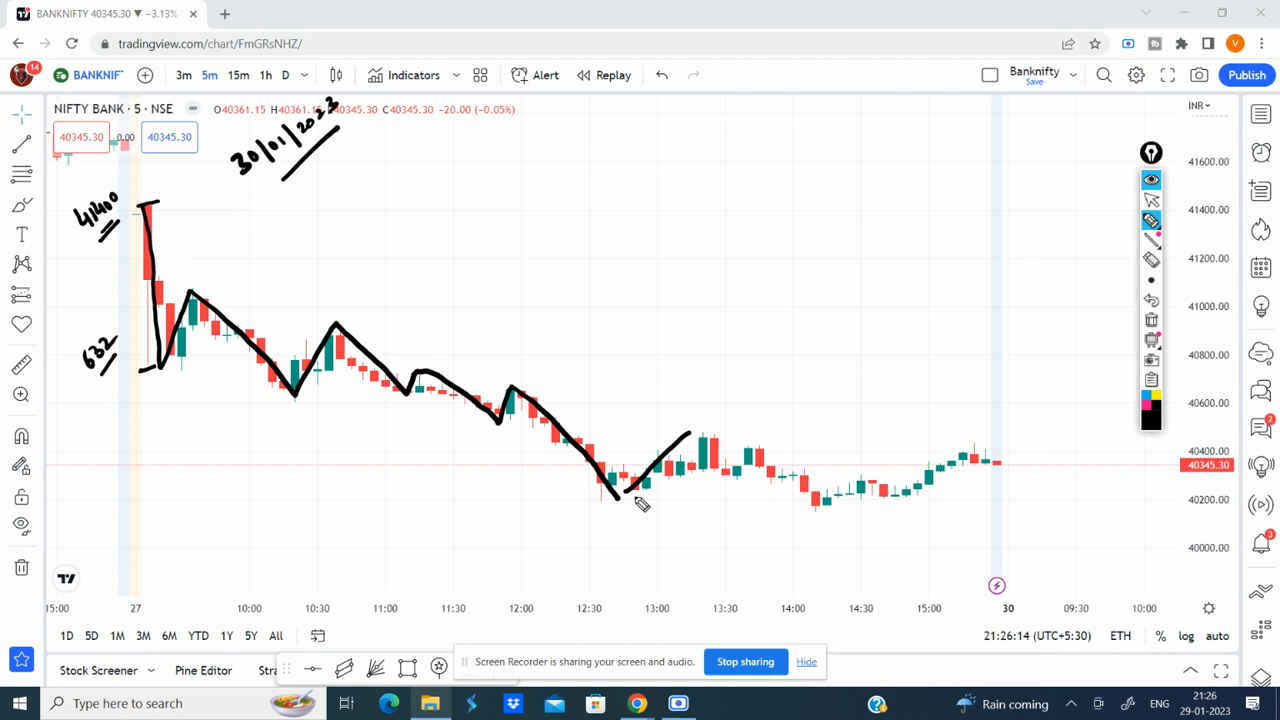 BANKNIFTY 40345.30 ▼ −3.13%
tradingview.com/chart/FmGRsNHZ/
14
BANKNIF
3m 5m 15m 1h D
Indicators
Alert
Replay
Banknifty
Save
Publish
NIFTY BANK · 5 · NSE
O40361.15 H40361.15 40345.30 C40345.30 −20.00 (−0.05%)
INR
40345.30 0.00 40345.30
30/01/2023
41400
632
41600.00
41400.00
41200.00
41000.00
40800.00
40600.00
40400.00
40345.30
40200.00
40000.00
15:00 27 10:00 10:30 11:00 11:30 12:00 12:30 13:00 13:30 14:00 14:30 15:00 30 09:30 10:00
1D 5D 1M 3M 6M YTD 1Y 5Y All
21:26:14 (UTC+5:30) ETH % log auto
Stock Screener
Pine Editor
Stra
Screen Recorder is sharing your screen and audio.
Stop sharing
Hide
2
3
V
Type here to search
Rain coming
ENG
21:26
29-01-2023